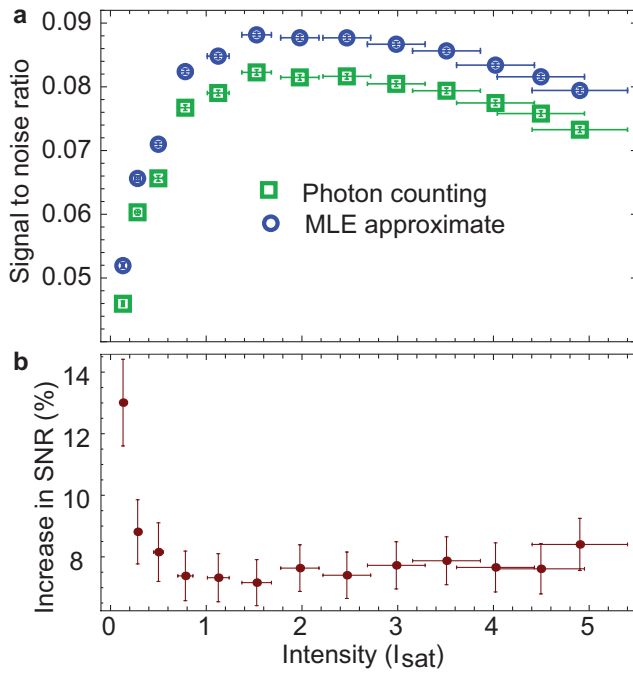 a
Signal to noise ratio
0.09
0.08
0.07
0.06
0.05
Photon counting
MLE approximate
b
Increase in SNR (%)
14
12
10
8
0 1 2 3 4 5
Intensity (Isat)